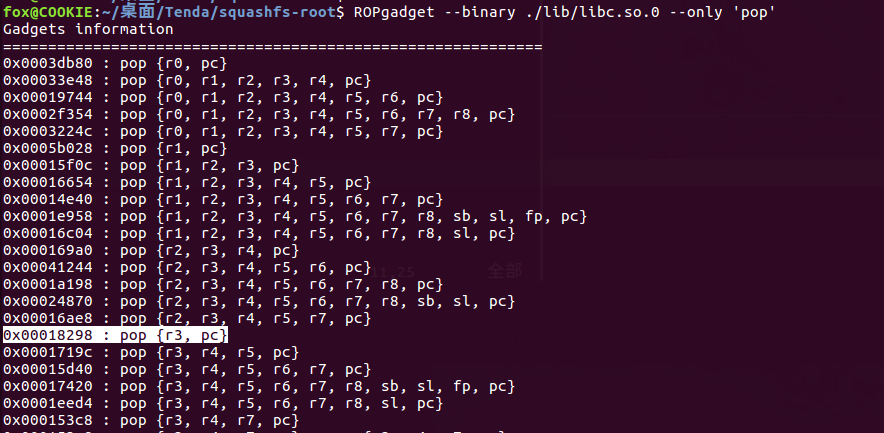 fox@COOKIE:~/桌面/Tenda/squashfs-root$ ROPgadget --binary ./lib/libc.so.0 --only 'pop'
Gadgets information
============================================================
0x0003db80 : pop {r0, pc}
0x00033e48 : pop {r0, r1, r2, r3, r4, pc}
0x00019744 : pop {r0, r1, r2, r3, r4, r5, r6, pc}
0x0002f354 : pop {r0, r1, r2, r3, r4, r5, r6, r7, r8, pc}
0x0003224c : pop {r0, r1, r2, r3, r4, r5, r7, pc}
0x0005b028 : pop {r1, pc}
0x00015f0c : pop {r1, r2, r3, pc}
0x00016654 : pop {r1, r2, r3, r4, r5, pc}
0x00014e40 : pop {r1, r2, r3, r4, r5, r6, r7, pc}
0x0001e958 : pop {r1, r2, r3, r4, r5, r6, r7, r8, sb, sl, fp, pc}
0x00016c04 : pop {r1, r2, r3, r4, r5, r6, r7, r8, sl, pc}
0x000169a0 : pop {r2, r3, r4, pc}
0x00041244 : pop {r2, r3, r4, r5, r6, pc}
0x0001a198 : pop {r2, r3, r4, r5, r6, r7, r8, pc}
0x00024870 : pop {r2, r3, r4, r5, r6, r7, r8, sb, sl, pc}
0x00016ae8 : pop {r2, r3, r4, r5, r7, pc}
0x00018298 : pop {r3, pc}
0x0001719c : pop {r3, r4, r5, pc}
0x00015d40 : pop {r3, r4, r5, r6, r7, pc}
0x00017420 : pop {r3, r4, r5, r6, r7, r8, sb, sl, fp, pc}
0x0001eed4 : pop {r3, r4, r5, r6, r7, r8, sl, pc}
0x000153c8 : pop {r3, r4, r7, pc}